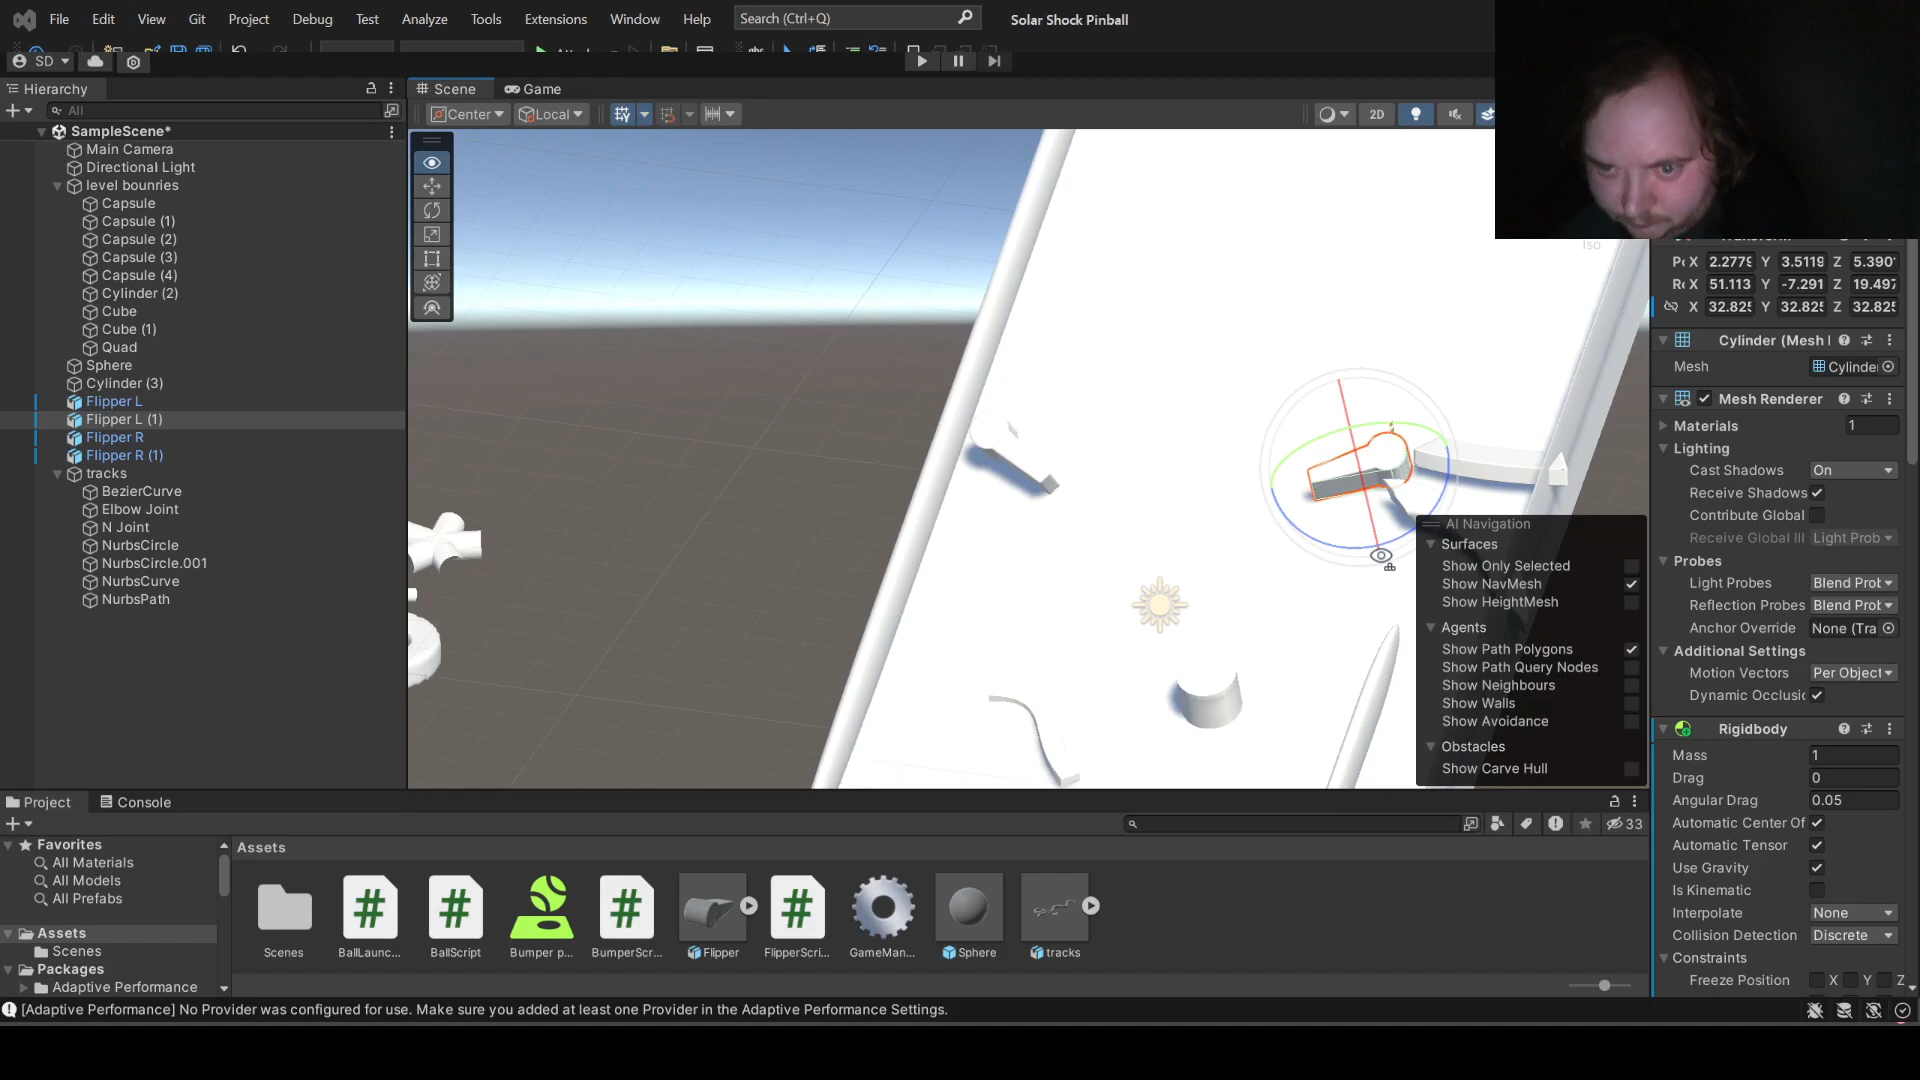 File Edit View Git Project Debug Test Analyze Tools Extensions Window Help Search (Ctrl+Q) Solar Shock Pinball
SD
Hierarchy
All
SampleScene*
Main Camera
Directional Light
level bounries
Capsule
Capsule (1)
Capsule (2)
Capsule (3)
Capsule (4)
Cylinder (2)
Cube
Cube (1)
Quad
Sphere
Cylinder (3)
Flipper L
Flipper L (1)
Flipper R
Flipper R (1)
tracks
BezierCurve
Elbow Joint
N Joint
NurbsCircle
NurbsCircle.001
NurbsCurve
NurbsPath
Scene Game
Center Local 2D
Iso
AI Navigation
Surfaces
Show Only Selected
Show NavMesh
Show HeightMesh
Agents
Show Path Polygons
Show Path Query Nodes
Show Neighbours
Show Walls
Show Avoidance
Obstacles
Show Carve Hull
X 2.277 Y 3.511 Z 5.390
X 51.113 Y -7.291 Z 19.497
X 32.825 Y 32.825 Z 32.825
Cylinder (Mesh
Mesh Cylinde
Mesh Renderer
Materials 1
Lighting
Cast Shadows On
Receive Shadows
Contribute Global
Receive Global Ill Light Prob
Probes
Light Probes Blend Prob
Reflection Probes Blend Prob
Anchor Override None (Tra
Additional Settings
Motion Vectors Per Object
Dynamic Occlusic
Rigidbody
Mass 1
Drag 0
Angular Drag 0.05
Automatic Center Of
Automatic Tensor
Use Gravity
Is Kinematic
Interpolate None
Collision Detection Discrete
Constraints
Freeze Position X Y Z
Project Console
33
Favorites
All Materials
All Models
All Prefabs
Assets
Scenes
Packages
Adaptive Performance
Assets
Scenes BallLaunc... BallScript Bumper p... BumperScr... Flipper FlipperScri... GameMan... Sphere tracks
[Adaptive Performance] No Provider was configured for use. Make sure you added at least one Provider in the Adaptive Performance Settings.